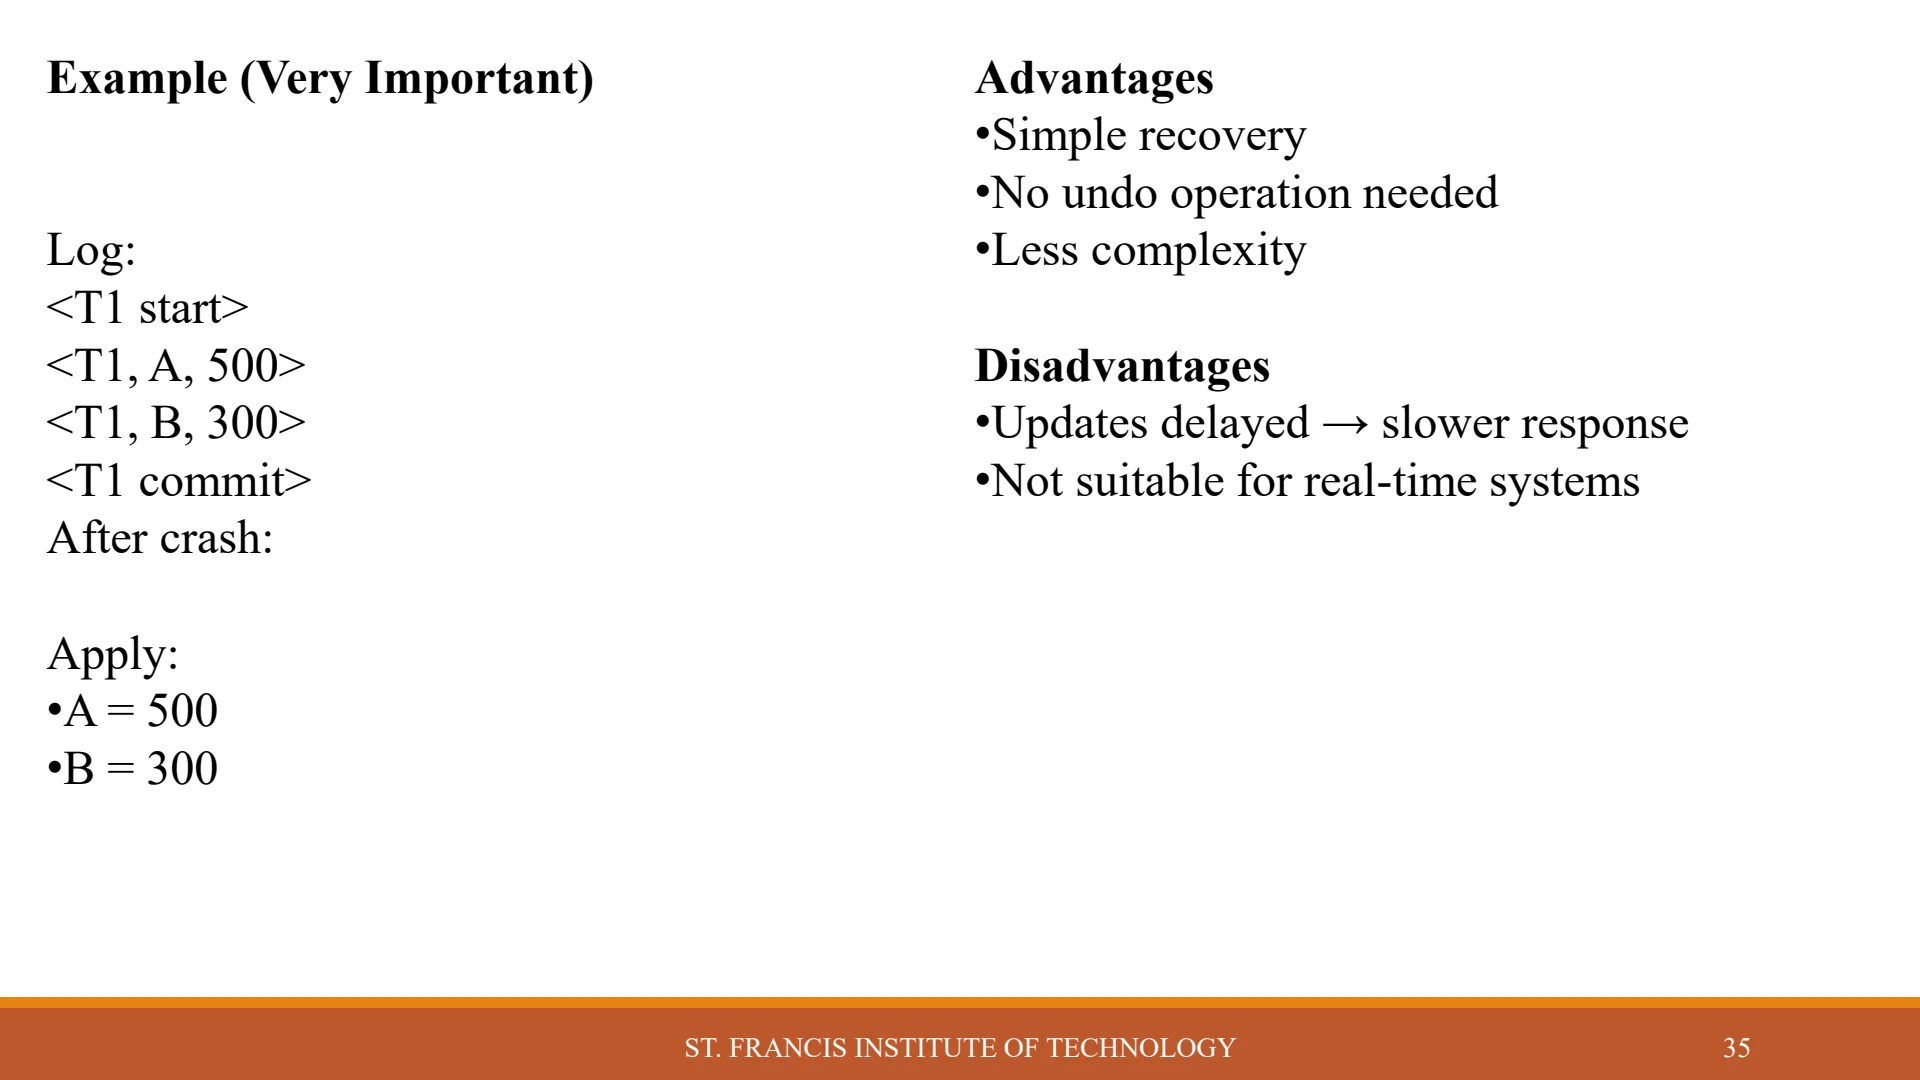 Example (Very Important)
Log:
<T1 start>
<T1, A, 500>
<T1, B, 300>
<T1 commit>
After crash:
Apply:
•A = 500
•B = 300
Advantages
•Simple recovery
•No undo operation needed
•Less complexity
Disadvantages
•Updates delayed → slower response
•Not suitable for real-time systems
ST. FRANCIS INSTITUTE OF TECHNOLOGY
35